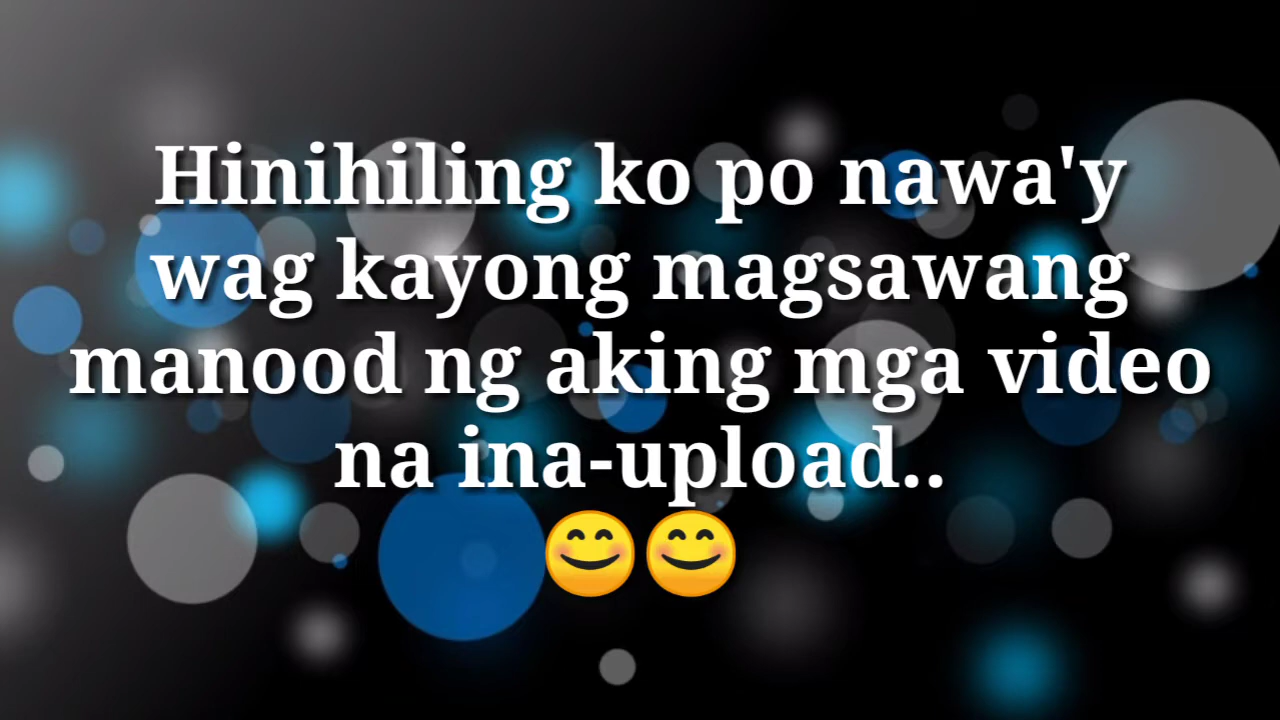 Hinihiling ko po nawa'y
wag kayong magsawang
manood ng aking mga video
na ina-upload..
😊😊